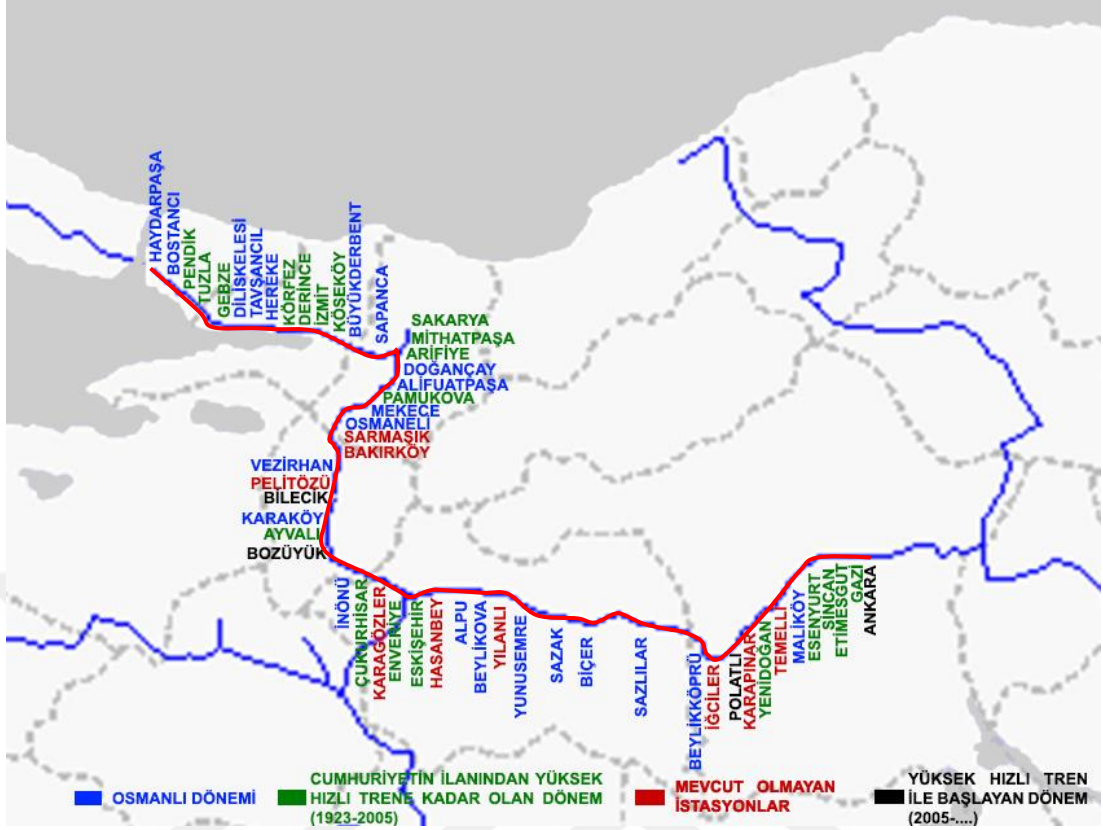 HAYDARPAŞA
BOSTANCI
PENDİK
TUZLA
GEBZE
DİLİSKELESİ
TAVŞANCIL
HEREKE
KÖRFEZ
DERİNCE
İZMİT
KÖSEKÖY
BÜYÜKDERBENT
SAPANCA
SAKARYA
MİTHATPAŞA
ARİFİYE
DOĞANÇAY
ALİFUATPAŞA
PAMUKOVA
MEKECE
OSMANELİ
SARMAŞIK
BAKIRKÖY
VEZİRHAN
PELİTÖZÜ
BİLECİK
KARAKÖY
AYVALI
BOZÜYÜK
İNÖNÜ
ÇUKURHİSAR
KARAGÖZLER
ENVERİYE
ESKİŞEHİR
HASANBEY
ALPU
BEYLİKOVA
YILANLI
YUNUSEMRE
SAZAK
BİÇER
SAZILAR
BEYLİKKÖPRÜ
İĞCİLER
POLATLI
KARAPINAR
YENİDOĞAN
TEMELLİ
MALIKÖY
ESENYURT
SİNCAN
ETİMESGUT
GAZİ
ANKARA
OSMANLI DÖNEMİ
CUMHURİYETİN İLANINDAN YÜKSEK
HIZLI TRENE KADAR OLAN DÖNEM
(1923-2005)
MEVCUT OLMAYAN
İSTASYONLAR
YÜKSEK HIZLI TREN
İLE BAŞLAYAN DÖNEM
(2005-....)